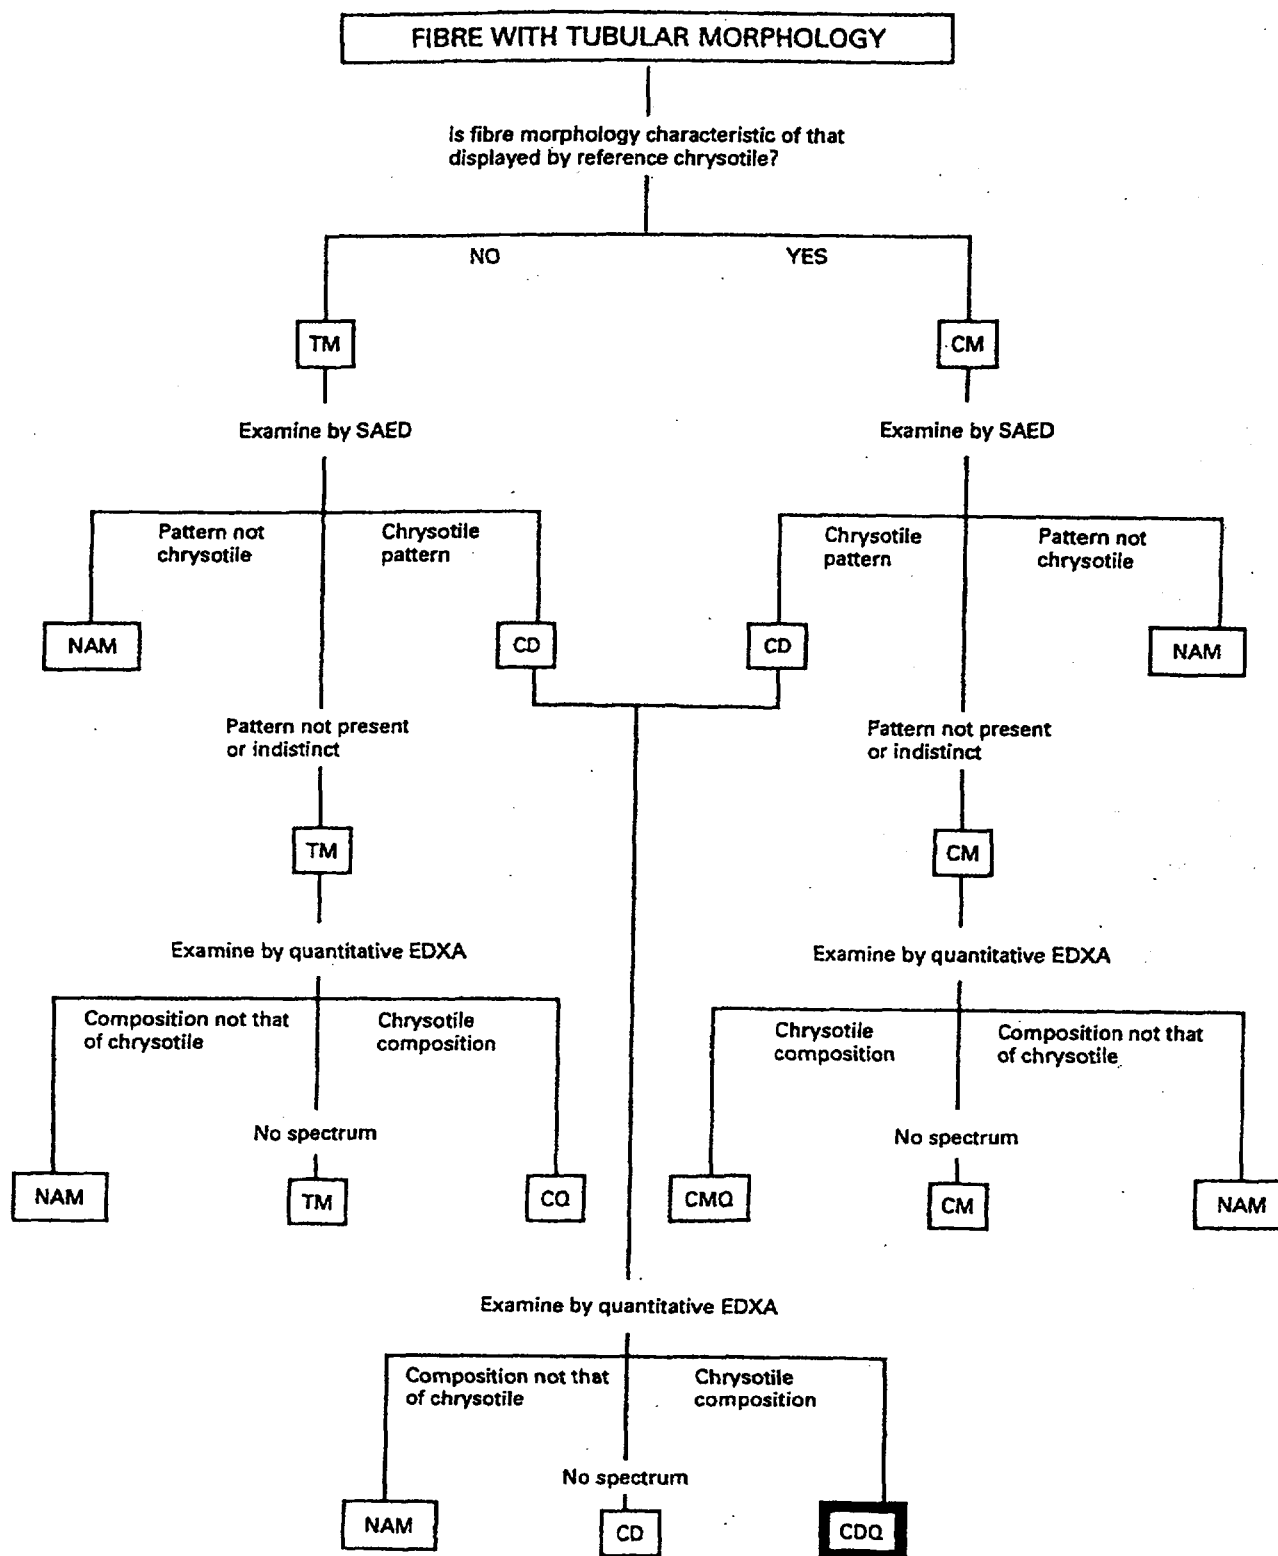 FIBRE WITH TUBULAR MORPHOLOGY
Is fibre morphology characteristic of that
displayed by reference chrysotile?
NO
YES
TM
CM
Examine by SAED
Examine by SAED
Pattern not
chrysotile
Chrysotile
pattern
Chrysotile
pattern
Pattern not
chrysotile
NAM
CD
CD
NAM
Pattern not present
or indistinct
Pattern not present
or indistinct
TM
CM
Examine by quantitative EDXA
Examine by quantitative EDXA
Composition not that
of chrysotile
Chrysotile
composition
Chrysotile
composition
Composition not that
of chrysotile
No spectrum
No spectrum
NAM
TM
CQ
CMQ
CM
NAM
Examine by quantitative EDXA
Composition not that
of chrysotile
Chrysotile
composition
No spectrum
NAM
CD
CDQ